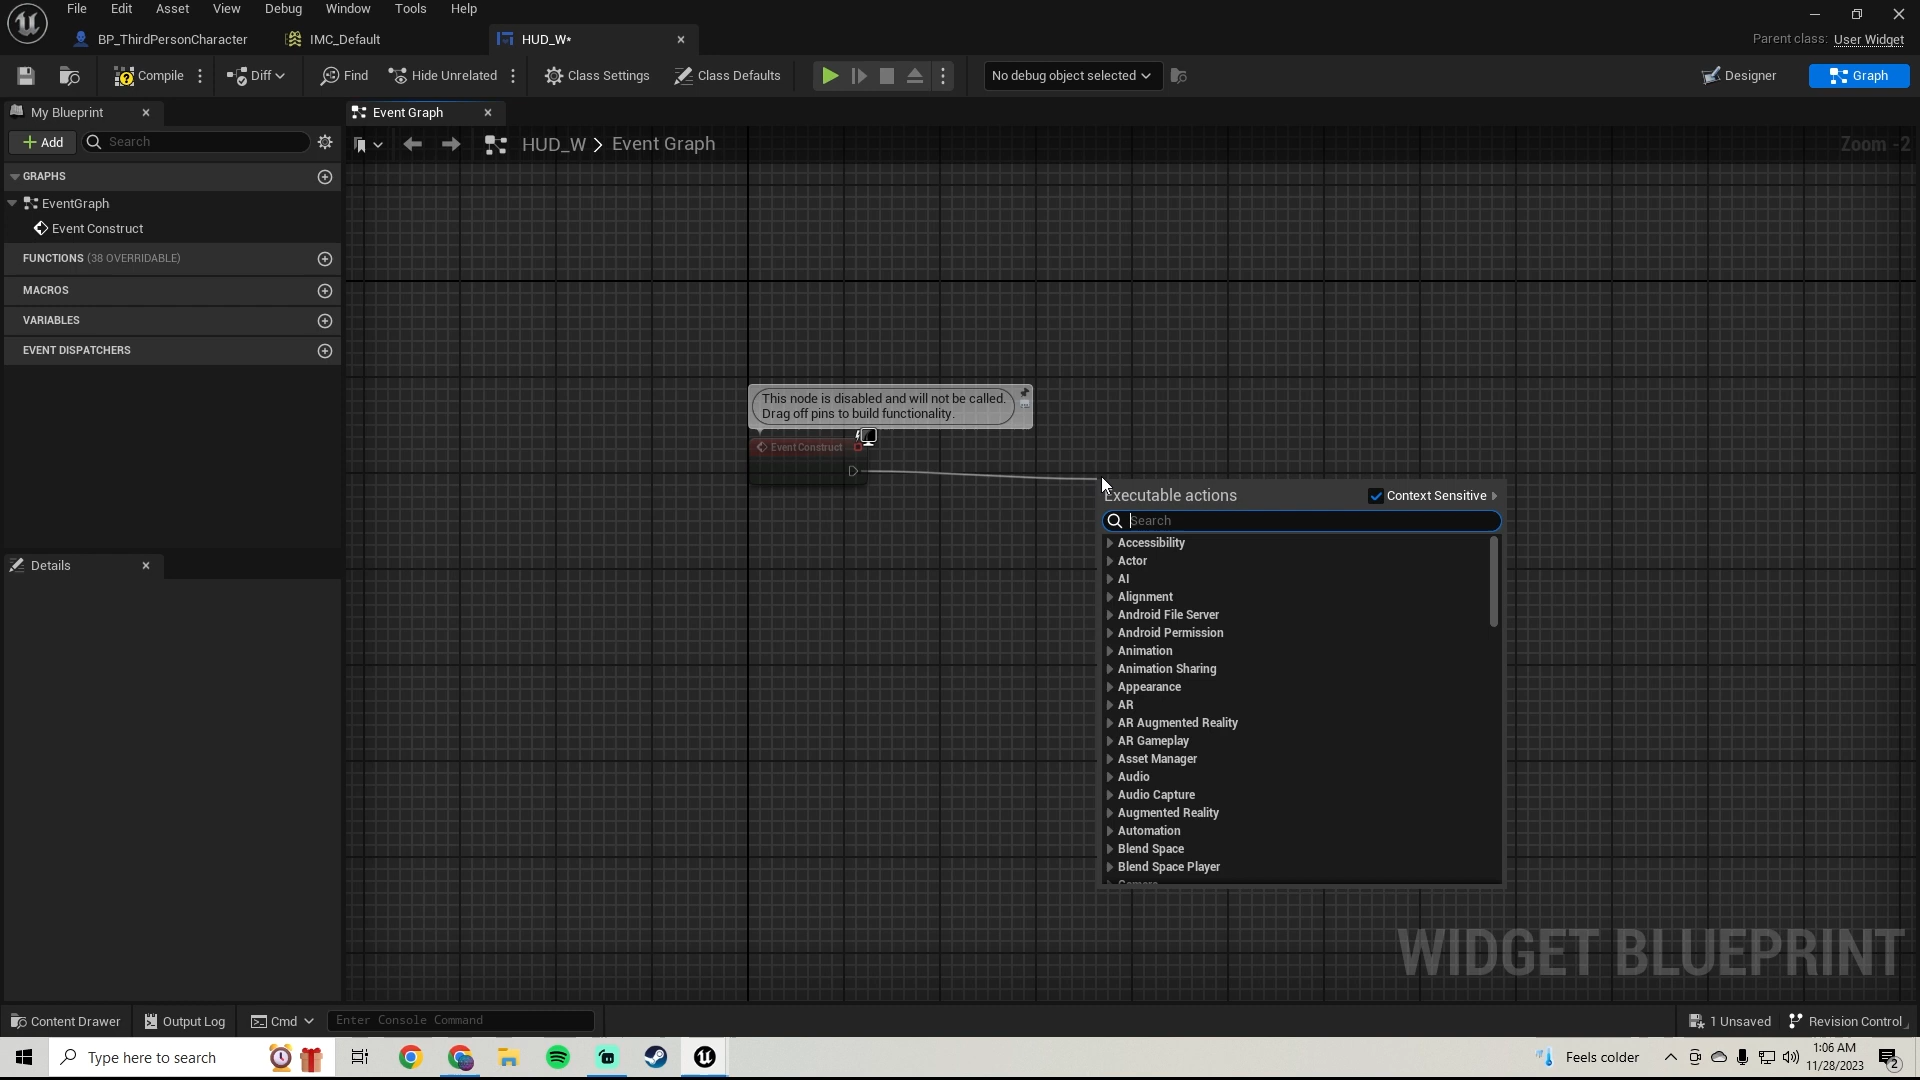 File Edit Asset View Debug Window Tools Help
BP_ThirdPersonCharacter IMC_Default HUD_W* Parent class: User Widget
Compile Diff Find Hide Unrelated Class Settings Class Defaults No debug object selected Designer Graph
My Blueprint Event Graph
Add Search HUD_W > Event Graph Zoom -2
GRAPHS
EventGraph
Event Construct
FUNCTIONS (38 OVERRIDABLE)
MACROS
VARIABLES
EVENT DISPATCHERS
This node is disabled and will not be called.
Drag off pins to build functionality.
Event Construct
Executable actions Context Sensitive
Search
Accessibility
Actor
AI
Alignment
Android File Server
Android Permission
Animation
Animation Sharing
Appearance
AR
AR Augmented Reality
AR Gameplay
Asset Manager
Audio
Audio Capture
Augmented Reality
Automation
Blend Space
Blend Space Player
Details
WIDGET BLUEPRINT
Content Drawer Output Log Cmd Enter Console Command 1 Unsaved Revision Control
Type here to search Feels colder 1:06 AM
11/28/2023
2